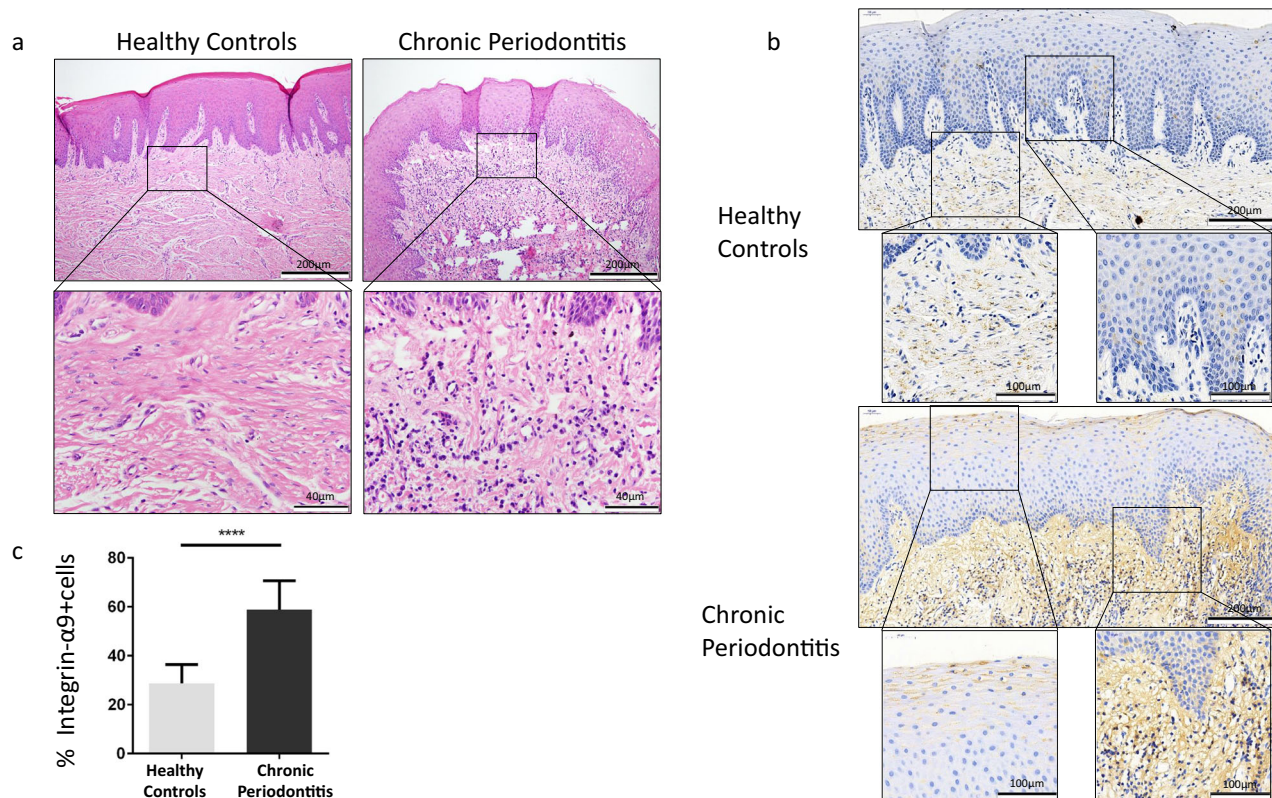 a
Healthy Controls
Chronic Periodontitis
200μm
200μm
40μm
40μm
b
Healthy
Controls
200μm
100μm
100μm
Chronic
Periodontitis
200μm
100μm
100μm
c
% Integrin-α9+cells
****
80
60
40
20
0
Healthy
Controls
Chronic
Periodontitis